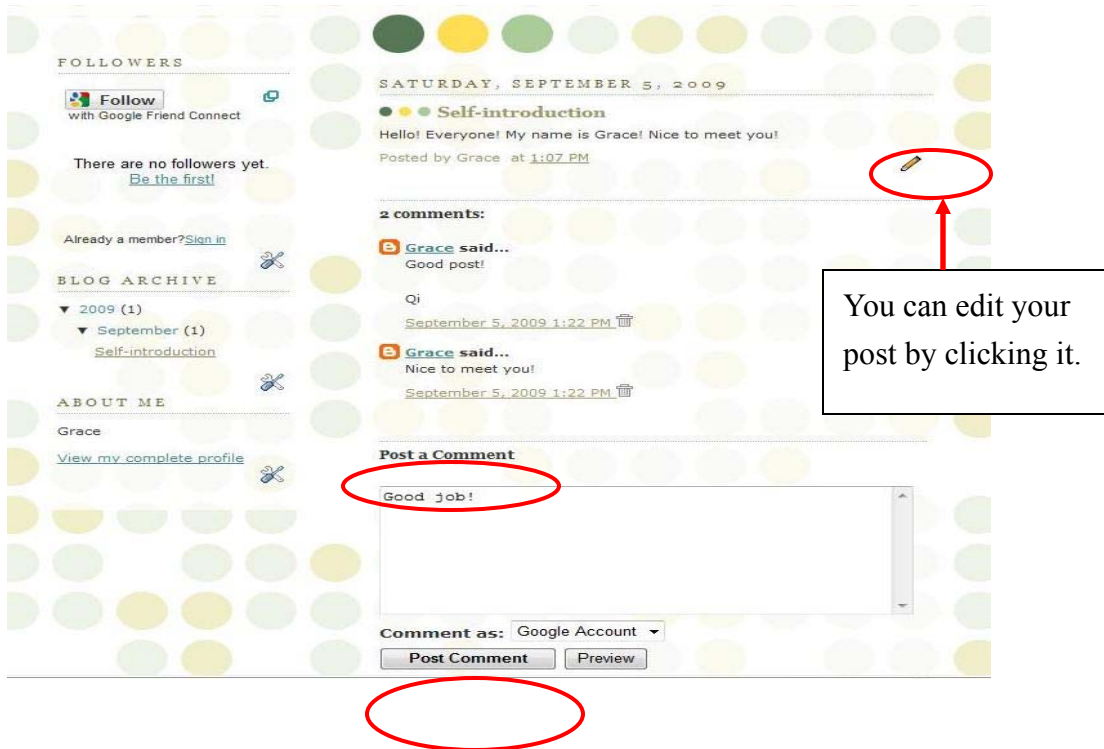 FOLLOWERS
Follow
with Google Friend Connect
There are no followers yet.
Be the first!
Already a member?Sign in
BLOG ARCHIVE
▼ 2009 (1)
▼ September (1)
Self-introduction
ABOUT ME
Grace
View my complete profile
SATURDAY, SEPTEMBER 5, 2009
Self-introduction
Hello! Everyone! My name is Grace! Nice to meet you!
Posted by Grace at 1:07 PM
2 comments:
Grace said...
Good post!
Qi
September 5, 2009 1:22 PM
Grace said...
Nice to meet you!
September 5, 2009 1:22 PM
Post a Comment
Good job!
Comment as: Google Account
Post Comment Preview
You can edit your
post by clicking it.